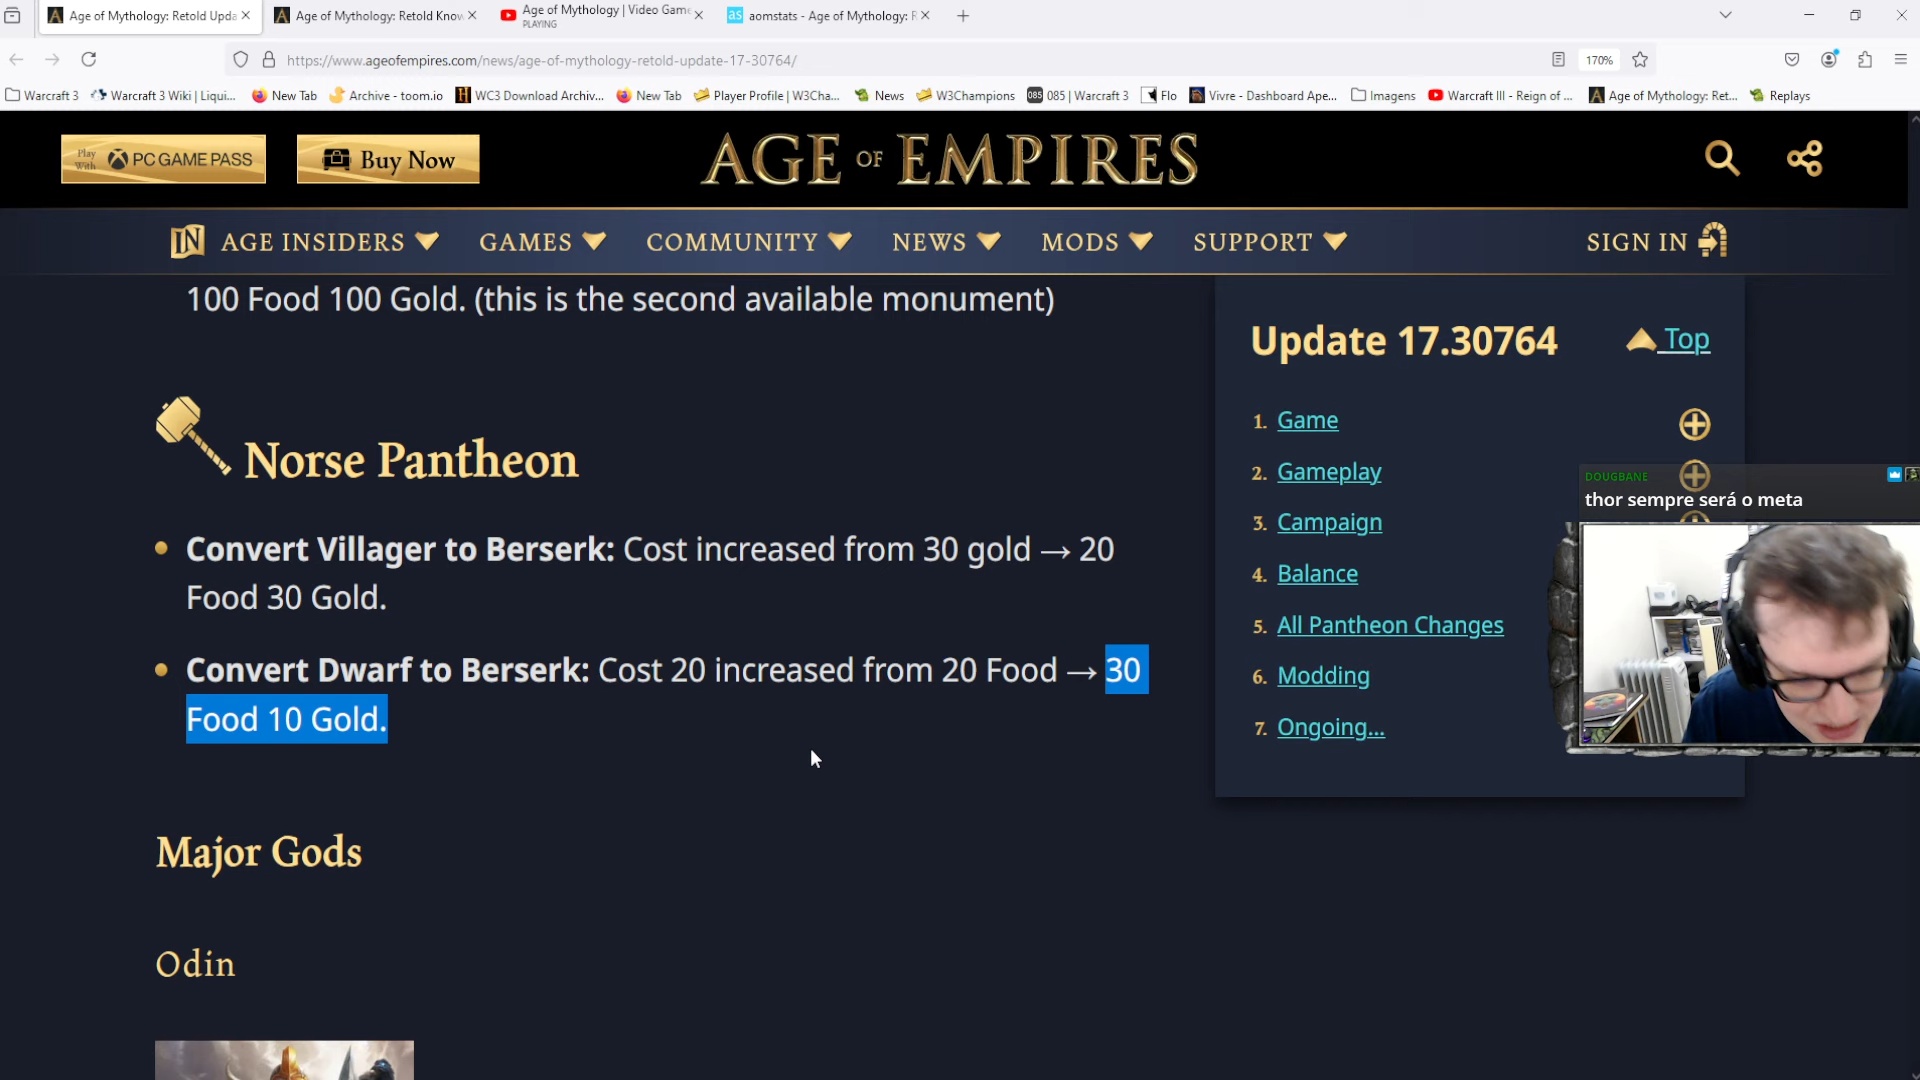 Age of Mythology: Retold Upda
Age of Mythology: Retold Know
Age of Mythology | Video Game
PLAYING
aomstats - Age of Mythology: R
https://www.ageofempires.com/news/age-of-mythology-retold-update-17-30764/
170%
Warcraft 3
Warcraft 3 Wiki | Liqui...
New Tab
Archive - toom.io
WC3 Download Archiv...
New Tab
Player Profile | W3Cha...
News
W3Champions
085 | Warcraft 3
Flo
Vivre - Dashboard Ape...
Imagens
Warcraft III - Reign of ...
Age of Mythology: Ret...
Replays
Play With PC GAME PASS
Buy Now
AGE OF EMPIRES
IN AGE INSIDERS
GAMES
COMMUNITY
NEWS
MODS
SUPPORT
SIGN IN
100 Food 100 Gold. (this is the second available monument)
Norse Pantheon
Convert Villager to Berserk: Cost increased from 30 gold → 20
Food 30 Gold.
Convert Dwarf to Berserk: Cost 20 increased from 20 Food → 30
Food 10 Gold.
Major Gods
Odin
Update 17.30764
Top
1. Game
2. Gameplay
3. Campaign
4. Balance
5. All Pantheon Changes
6. Modding
7. Ongoing...
DOUGBANE
thor sempre será o meta